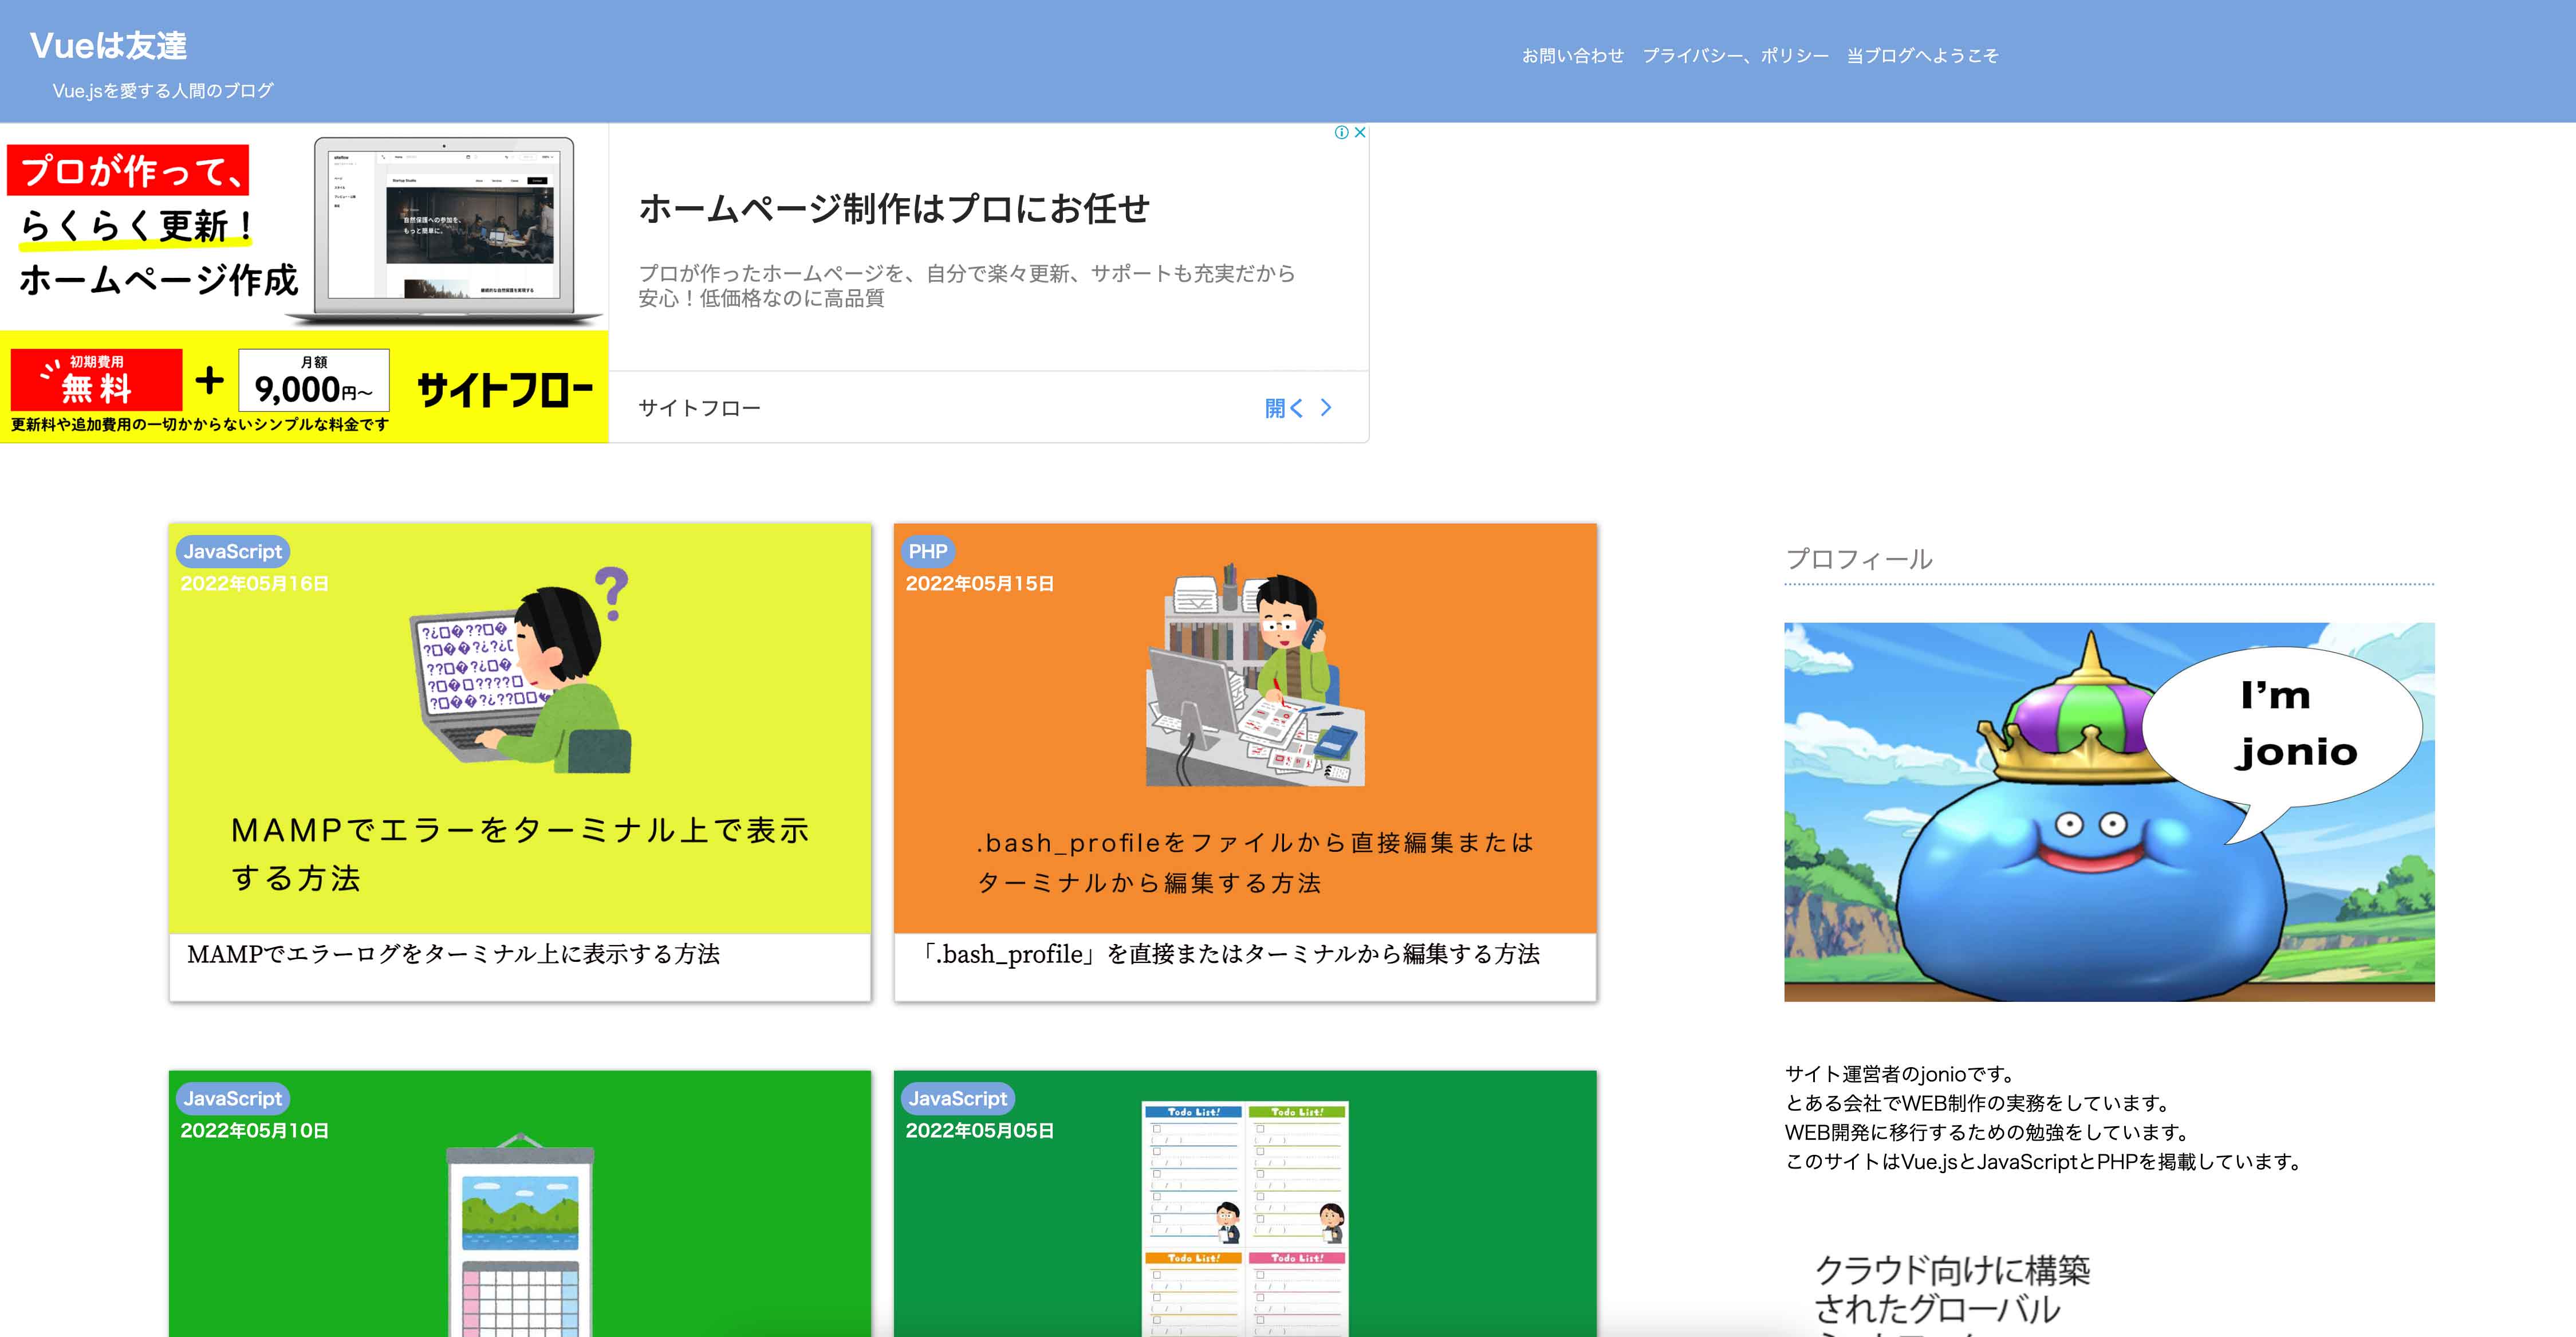 Vueは友達
Vue.jsを愛する人間のブログ
お問い合わせ プライバシー、ポリシー 当ブログへようこそ
プロが作って、
らくらく更新！
ホームページ作成
自然保護への参加を、
もっと簡単に。
初期費用
無料
+
月額
9,000円〜
サイトフロー
更新料や追加費用の一切かからないシンプルな料金です
ホームページ制作はプロにお任せ
プロが作ったホームページを、自分で楽々更新、サポートも充実だから
安心！低価格なのに高品質
サイトフロー
開く
JavaScript
2022年05月16日
MAMPでエラーをターミナル上で表示
する方法
MAMPでエラーログをターミナル上に表示する方法
PHP
2022年05月15日
.bash_profileをファイルから直接編集または
ターミナルから編集する方法
「.bash_profile」を直接またはターミナルから編集する方法
JavaScript
2022年05月10日
JavaScript
2022年05月05日
Todo List!
Todo List!
Todo List!
Todo List!
プロフィール
I’m
jonio
サイト運営者のjonioです。
とある会社でWEB制作の実務をしています。
WEB開発に移行するための勉強をしています。
このサイトはVue.jsとJavaScriptとPHPを掲載しています。
クラウド向けに構築
されたグローバル